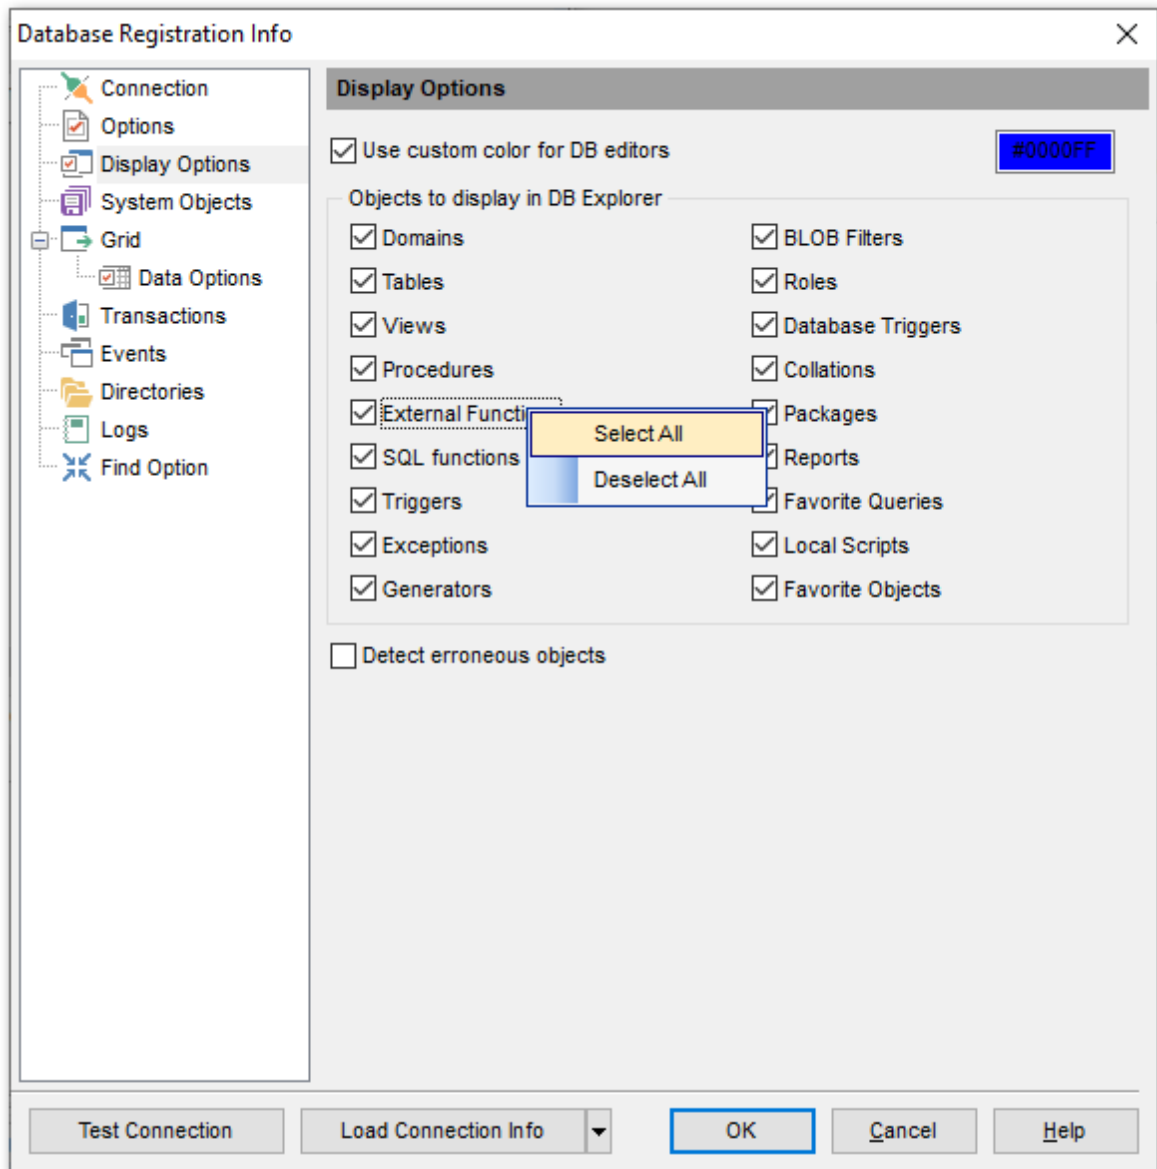 Database Registration Info
Connection
Options
Display Options
System Objects
Grid
Data Options
Transactions
Events
Directories
Logs
Find Option
Display Options
Use custom color for DB editors
#0000FF
Objects to display in DB Explorer
Domains
Tables
Views
Procedures
External Functi
SQL functions
Triggers
Exceptions
Generators
BLOB Filters
Roles
Database Triggers
Collations
Packages
Reports
Favorite Queries
Local Scripts
Favorite Objects
Select All
Deselect All
Detect erroneous objects
Test Connection
Load Connection Info
OK
Cancel
Help